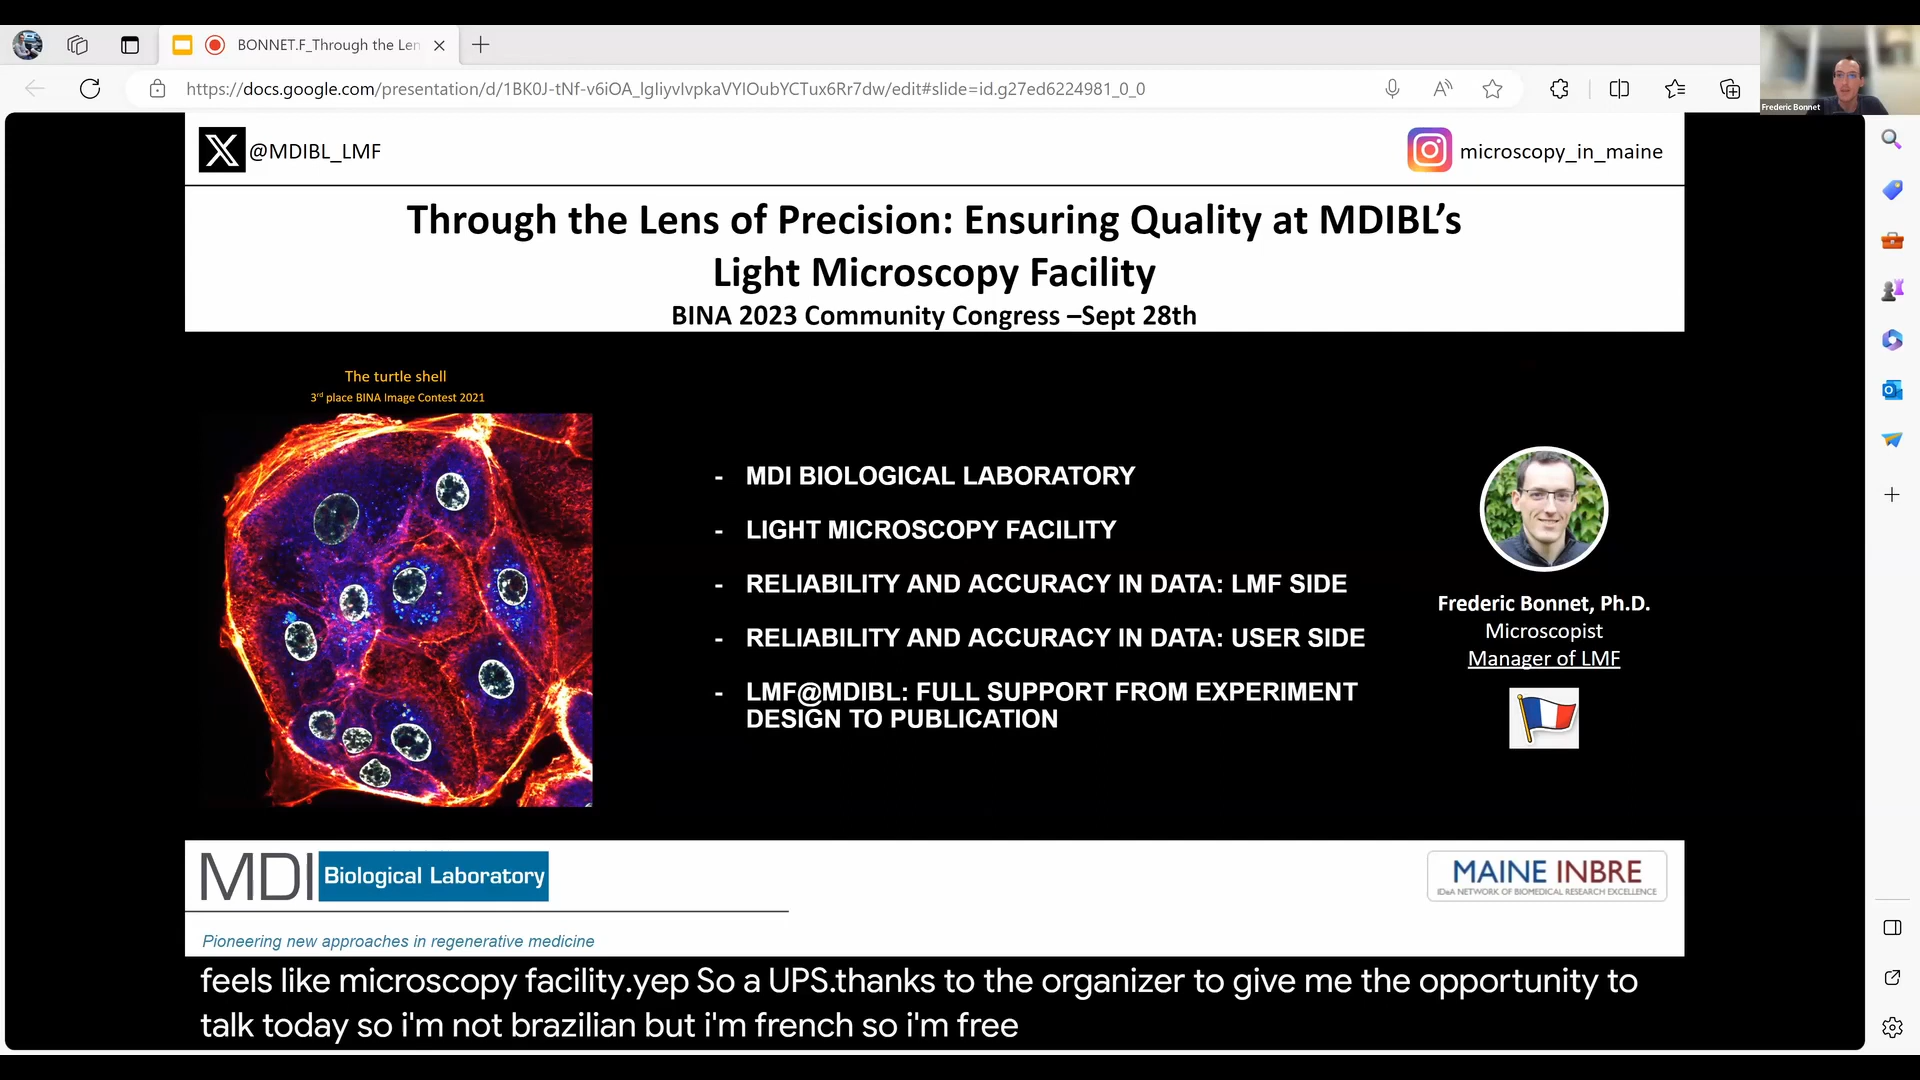 BONNET.F_Through the Len
https://docs.google.com/presentation/d/1BK0J-tNf-v6iOA_lgIiyvIvpkaVYIOubYCTux6Rr7dw/edit#slide=id.g27ed6224981_0_0
Frederic Bonnet
@MDIBL_LMF
microscopy_in_maine
Through the Lens of Precision: Ensuring Quality at MDIBL’s
Light Microscopy Facility
BINA 2023 Community Congress –Sept 28th
The turtle shell
3rd place BINA Image Contest 2021
- MDI BIOLOGICAL LABORATORY
- LIGHT MICROSCOPY FACILITY
- RELIABILITY AND ACCURACY IN DATA: LMF SIDE
- RELIABILITY AND ACCURACY IN DATA: USER SIDE
- LMF@MDIBL: FULL SUPPORT FROM EXPERIMENT
DESIGN TO PUBLICATION
Frederic Bonnet, Ph.D.
Microscopist
Manager of LMF
MDI Biological Laboratory
Pioneering new approaches in regenerative medicine
MAINE INBRE
IDeA NETWORK OF BIOMEDICAL RESEARCH EXCELLENCE
feels like microscopy facility.yep So a UPS.thanks to the organizer to give me the opportunity to
talk today so i'm not brazilian but i'm french so i'm free